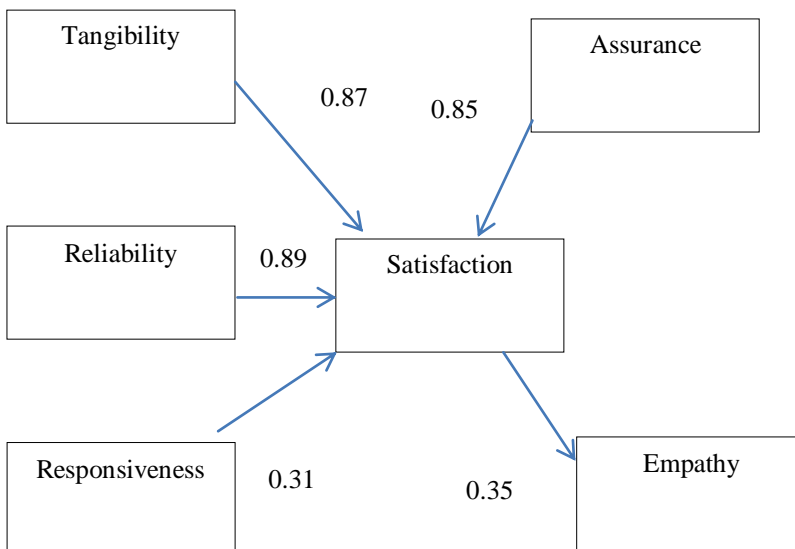 Tangibility
Assurance
0.87
0.85
Reliability
0.89
Satisfaction
Responsiveness
0.31
0.35
Empathy